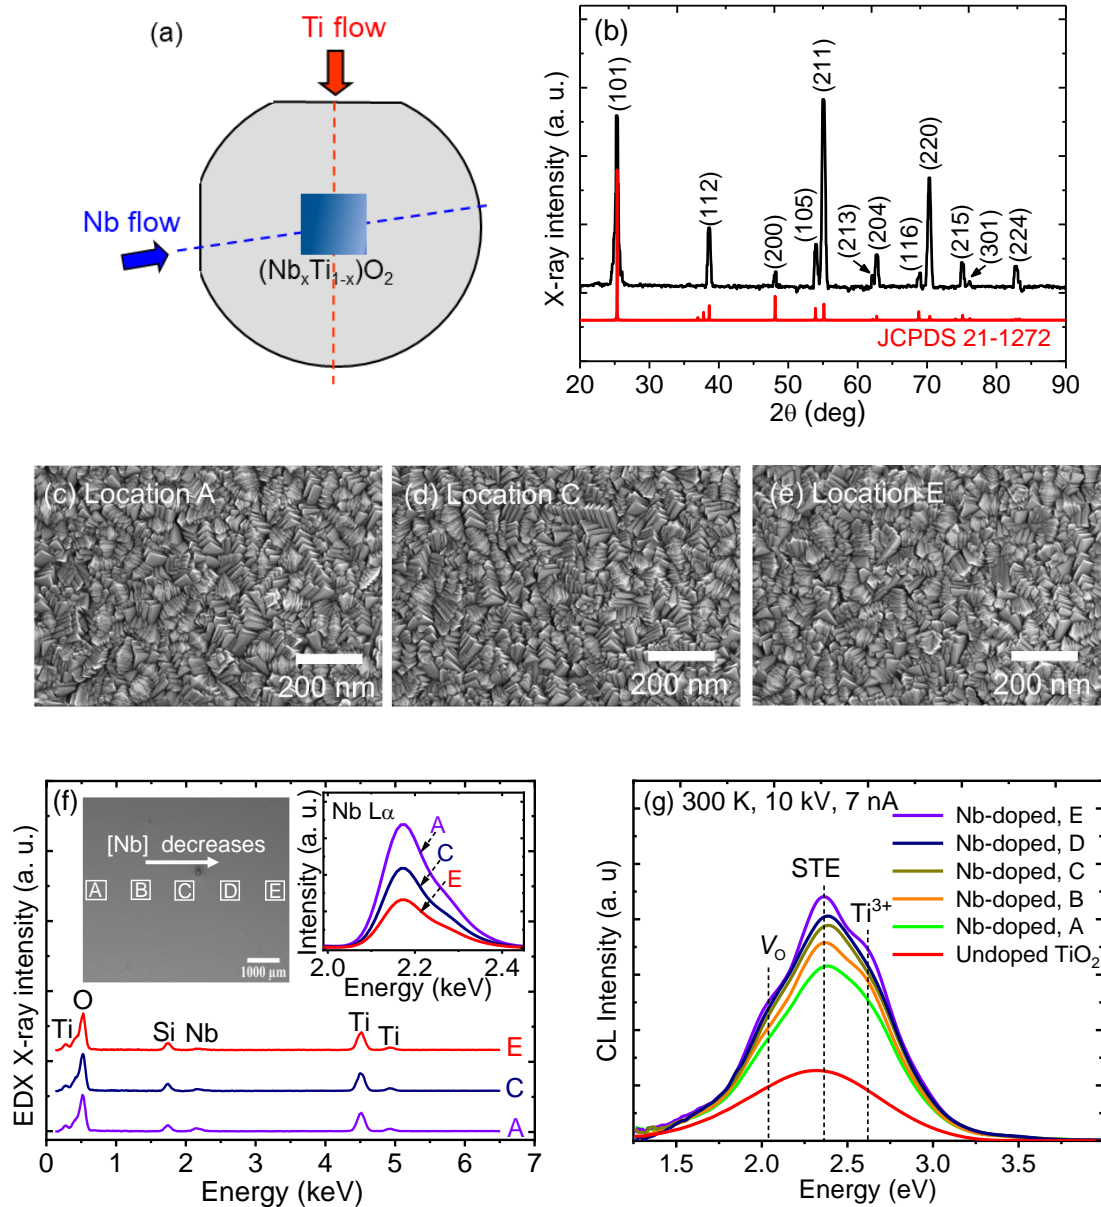 (a)
Ti flow
Nb flow
(NbₓTi₁₋ₓ)O₂
(b)
X-ray intensity (a. u.)
(101)
(112)
(200)
(105)
(211)
(213)
(204)
(116)
(220)
(215)
(301)
(224)
JCPDS 21-1272
20 30 40 50 60 70 80 90
2θ (deg)
(c) Location A
200 nm
(d) Location C
200 nm
(e) Location E
200 nm
(f)
EDX X-ray intensity (a. u.)
[Nb] decreases
A B C D E
1000 µm
Nb Lα
Intensity (a. u.)
A
C
E
2.0 2.2 2.4
Energy (keV)
Ti O Si Nb Ti Ti
E
C
A
0 1 2 3 4 5 6 7
Energy (keV)
(g) 300 K, 10 kV, 7 nA
CL Intensity (a. u)
Nb-doped, E
Nb-doped, D
Nb-doped, C
Nb-doped, B
Nb-doped, A
Undoped TiO₂
STE
Ti³⁺
V_O
1.5 2.0 2.5 3.0 3.5
Energy (eV)